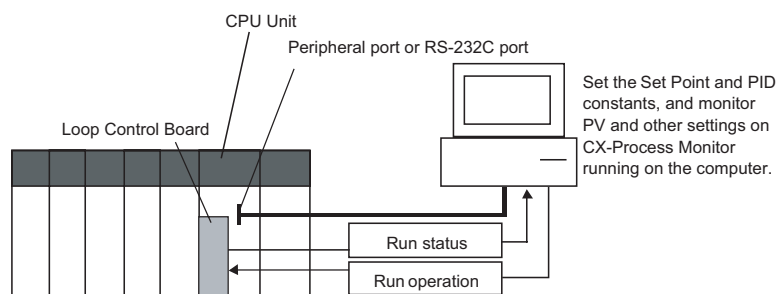 CPU Unit
Peripheral port or RS-232C port
Loop Control Board
Set the Set Point and PID
constants, and monitor
PV and other settings on
CX-Process Monitor
running on the computer.
Run status
Run operation